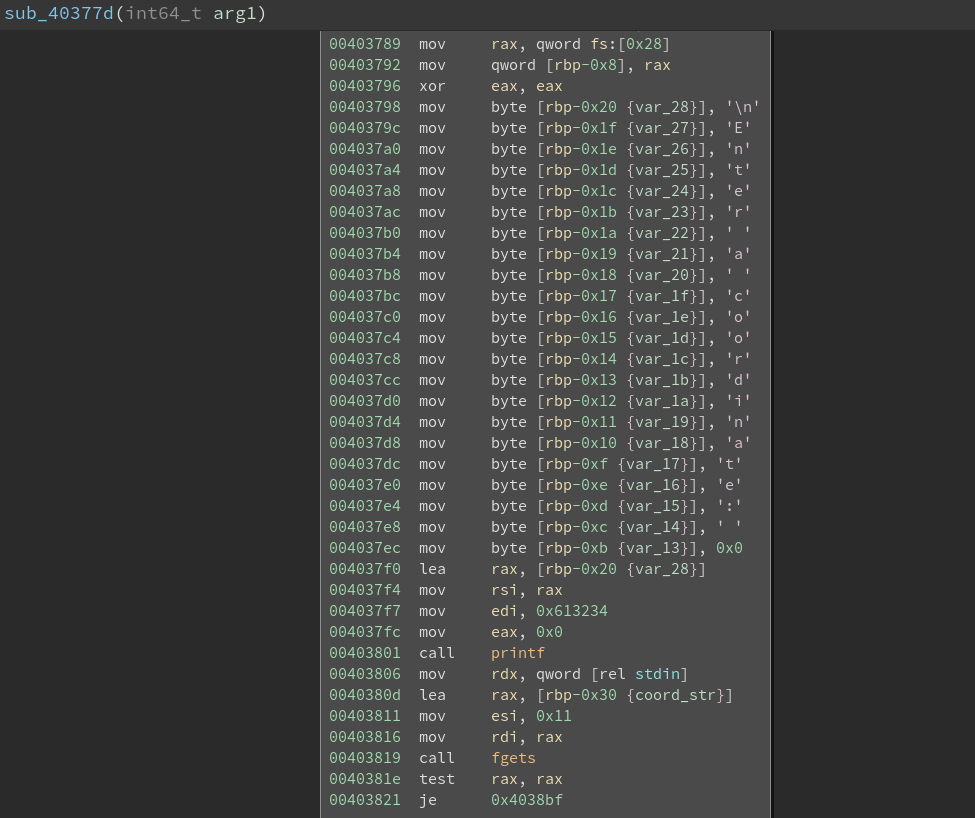 sub_40377d(int64_t arg1)
00403789 mov rax, qword fs:[0x28]
00403792 mov qword [rbp-0x8], rax
00403796 xor eax, eax
00403798 mov byte [rbp-0x20 {var_28}], '\n'
0040379c mov byte [rbp-0x1f {var_27}], 'E'
004037a0 mov byte [rbp-0x1e {var_26}], 'n'
004037a4 mov byte [rbp-0x1d {var_25}], 't'
004037a8 mov byte [rbp-0x1c {var_24}], 'e'
004037ac mov byte [rbp-0x1b {var_23}], 'r'
004037b0 mov byte [rbp-0x1a {var_22}], ' '
004037b4 mov byte [rbp-0x19 {var_21}], 'a'
004037b8 mov byte [rbp-0x18 {var_20}], ' '
004037bc mov byte [rbp-0x17 {var_1f}], 'c'
004037c0 mov byte [rbp-0x16 {var_1e}], 'o'
004037c4 mov byte [rbp-0x15 {var_1d}], 'o'
004037c8 mov byte [rbp-0x14 {var_1c}], 'r'
004037cc mov byte [rbp-0x13 {var_1b}], 'd'
004037d0 mov byte [rbp-0x12 {var_1a}], 'i'
004037d4 mov byte [rbp-0x11 {var_19}], 'n'
004037d8 mov byte [rbp-0x10 {var_18}], 'a'
004037dc mov byte [rbp-0xf {var_17}], 't'
004037e0 mov byte [rbp-0xe {var_16}], 'e'
004037e4 mov byte [rbp-0xd {var_15}], ':'
004037e8 mov byte [rbp-0xc {var_14}], ' '
004037ec mov byte [rbp-0xb {var_13}], 0x0
004037f0 lea rax, [rbp-0x20 {var_28}]
004037f4 mov rsi, rax
004037f7 mov edi, 0x613234
004037fc mov eax, 0x0
00403801 call printf
00403806 mov rdx, qword [rel stdin]
0040380d lea rax, [rbp-0x30 {coord_str}]
00403811 mov esi, 0x11
00403816 mov rdi, rax
00403819 call fgets
0040381e test rax, rax
00403821 je 0x4038bf